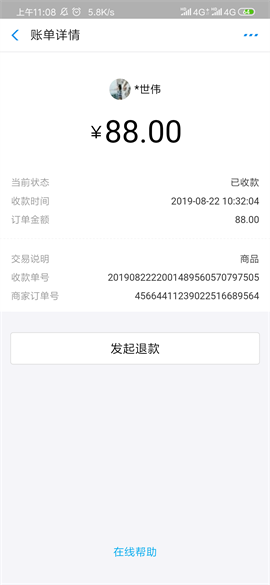 上午11:08 5.8K/s 4G 4G 64
账单详情
*世伟
¥88.00
当前状态 已收款
收款时间 2019-08-22 10:32:04
订单金额 88.00
交易说明 商品
收款单号 2019082222001489560570797505
商家订单号 45664411239022516689564
发起退款
在线帮助